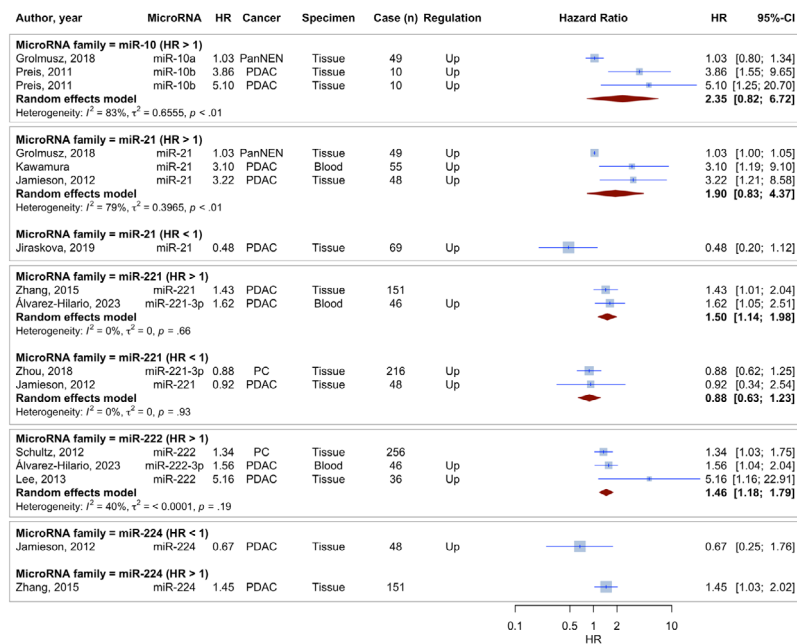 Author, year MicroRNA HR Cancer Specimen Case (n) Regulation Hazard Ratio HR 95%-CI
MicroRNA family = miR-10 (HR > 1)
Grolmusz, 2018 miR-10a 1.03 PanNEN Tissue 49 Up 1.03 [0.80; 1.34]
Preis, 2011 miR-10b 3.86 PDAC Tissue 10 Up 3.86 [1.55; 9.65]
Preis, 2011 miR-10b 5.10 PDAC Tissue 10 Up 5.10 [1.25; 20.70]
Random effects model 2.35 [0.82; 6.72]
Heterogeneity: I² = 83%, τ² = 0.6555, p < .01
MicroRNA family = miR-21 (HR > 1)
Grolmusz, 2018 miR-21 1.03 PanNEN Tissue 49 Up 1.03 [1.00; 1.05]
Kawamura miR-21 3.10 PDAC Blood 55 Up 3.10 [1.19; 9.10]
Jamieson, 2012 miR-21 3.22 PDAC Tissue 48 Up 3.22 [1.21; 8.58]
Random effects model 1.90 [0.83; 4.37]
Heterogeneity: I² = 79%, τ² = 0.3965, p < .01
MicroRNA family = miR-21 (HR < 1)
Jiraskova, 2019 miR-21 0.48 PDAC Tissue 69 Up 0.48 [0.20; 1.12]
MicroRNA family = miR-221 (HR > 1)
Zhang, 2015 miR-221 1.43 PDAC Tissue 151 1.43 [1.01; 2.04]
Álvarez-Hilario, 2023 miR-221-3p 1.62 PDAC Blood 46 Up 1.62 [1.05; 2.51]
Random effects model 1.50 [1.14; 1.98]
Heterogeneity: I² = 0%, τ² = 0, p = .66
MicroRNA family = miR-221 (HR < 1)
Zhou, 2018 miR-221-3p 0.88 PC Tissue 216 Up 0.88 [0.62; 1.25]
Jamieson, 2012 miR-221 0.92 PDAC Tissue 48 Up 0.92 [0.34; 2.54]
Random effects model 0.88 [0.63; 1.23]
Heterogeneity: I² = 0%, τ² = 0, p = .93
MicroRNA family = miR-222 (HR > 1)
Schultz, 2012 miR-222 1.34 PC Tissue 256 1.34 [1.03; 1.75]
Álvarez-Hilario, 2023 miR-222-3p 1.56 PDAC Blood 46 Up 1.56 [1.04; 2.04]
Lee, 2013 miR-222 5.16 PDAC Tissue 36 Up 5.16 [1.16; 22.91]
Random effects model 1.46 [1.18; 1.79]
Heterogeneity: I² = 40%, τ² = < 0.0001, p = .19
MicroRNA family = miR-224 (HR < 1)
Jamieson, 2012 miR-224 0.67 PDAC Tissue 48 Up 0.67 [0.25; 1.76]
MicroRNA family = miR-224 (HR > 1)
Zhang, 2015 miR-224 1.45 PDAC Tissue 151 1.45 [1.03; 2.02]
0.1 0.5 1 2 10
HR